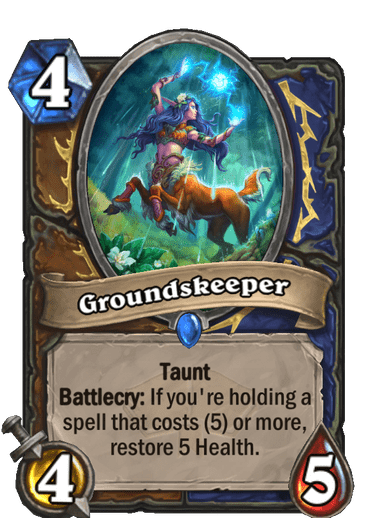 4
Groundskeeper
Taunt
Battlecry: If you're holding a
spell that costs (5) or more,
restore 5 Health.
4
5